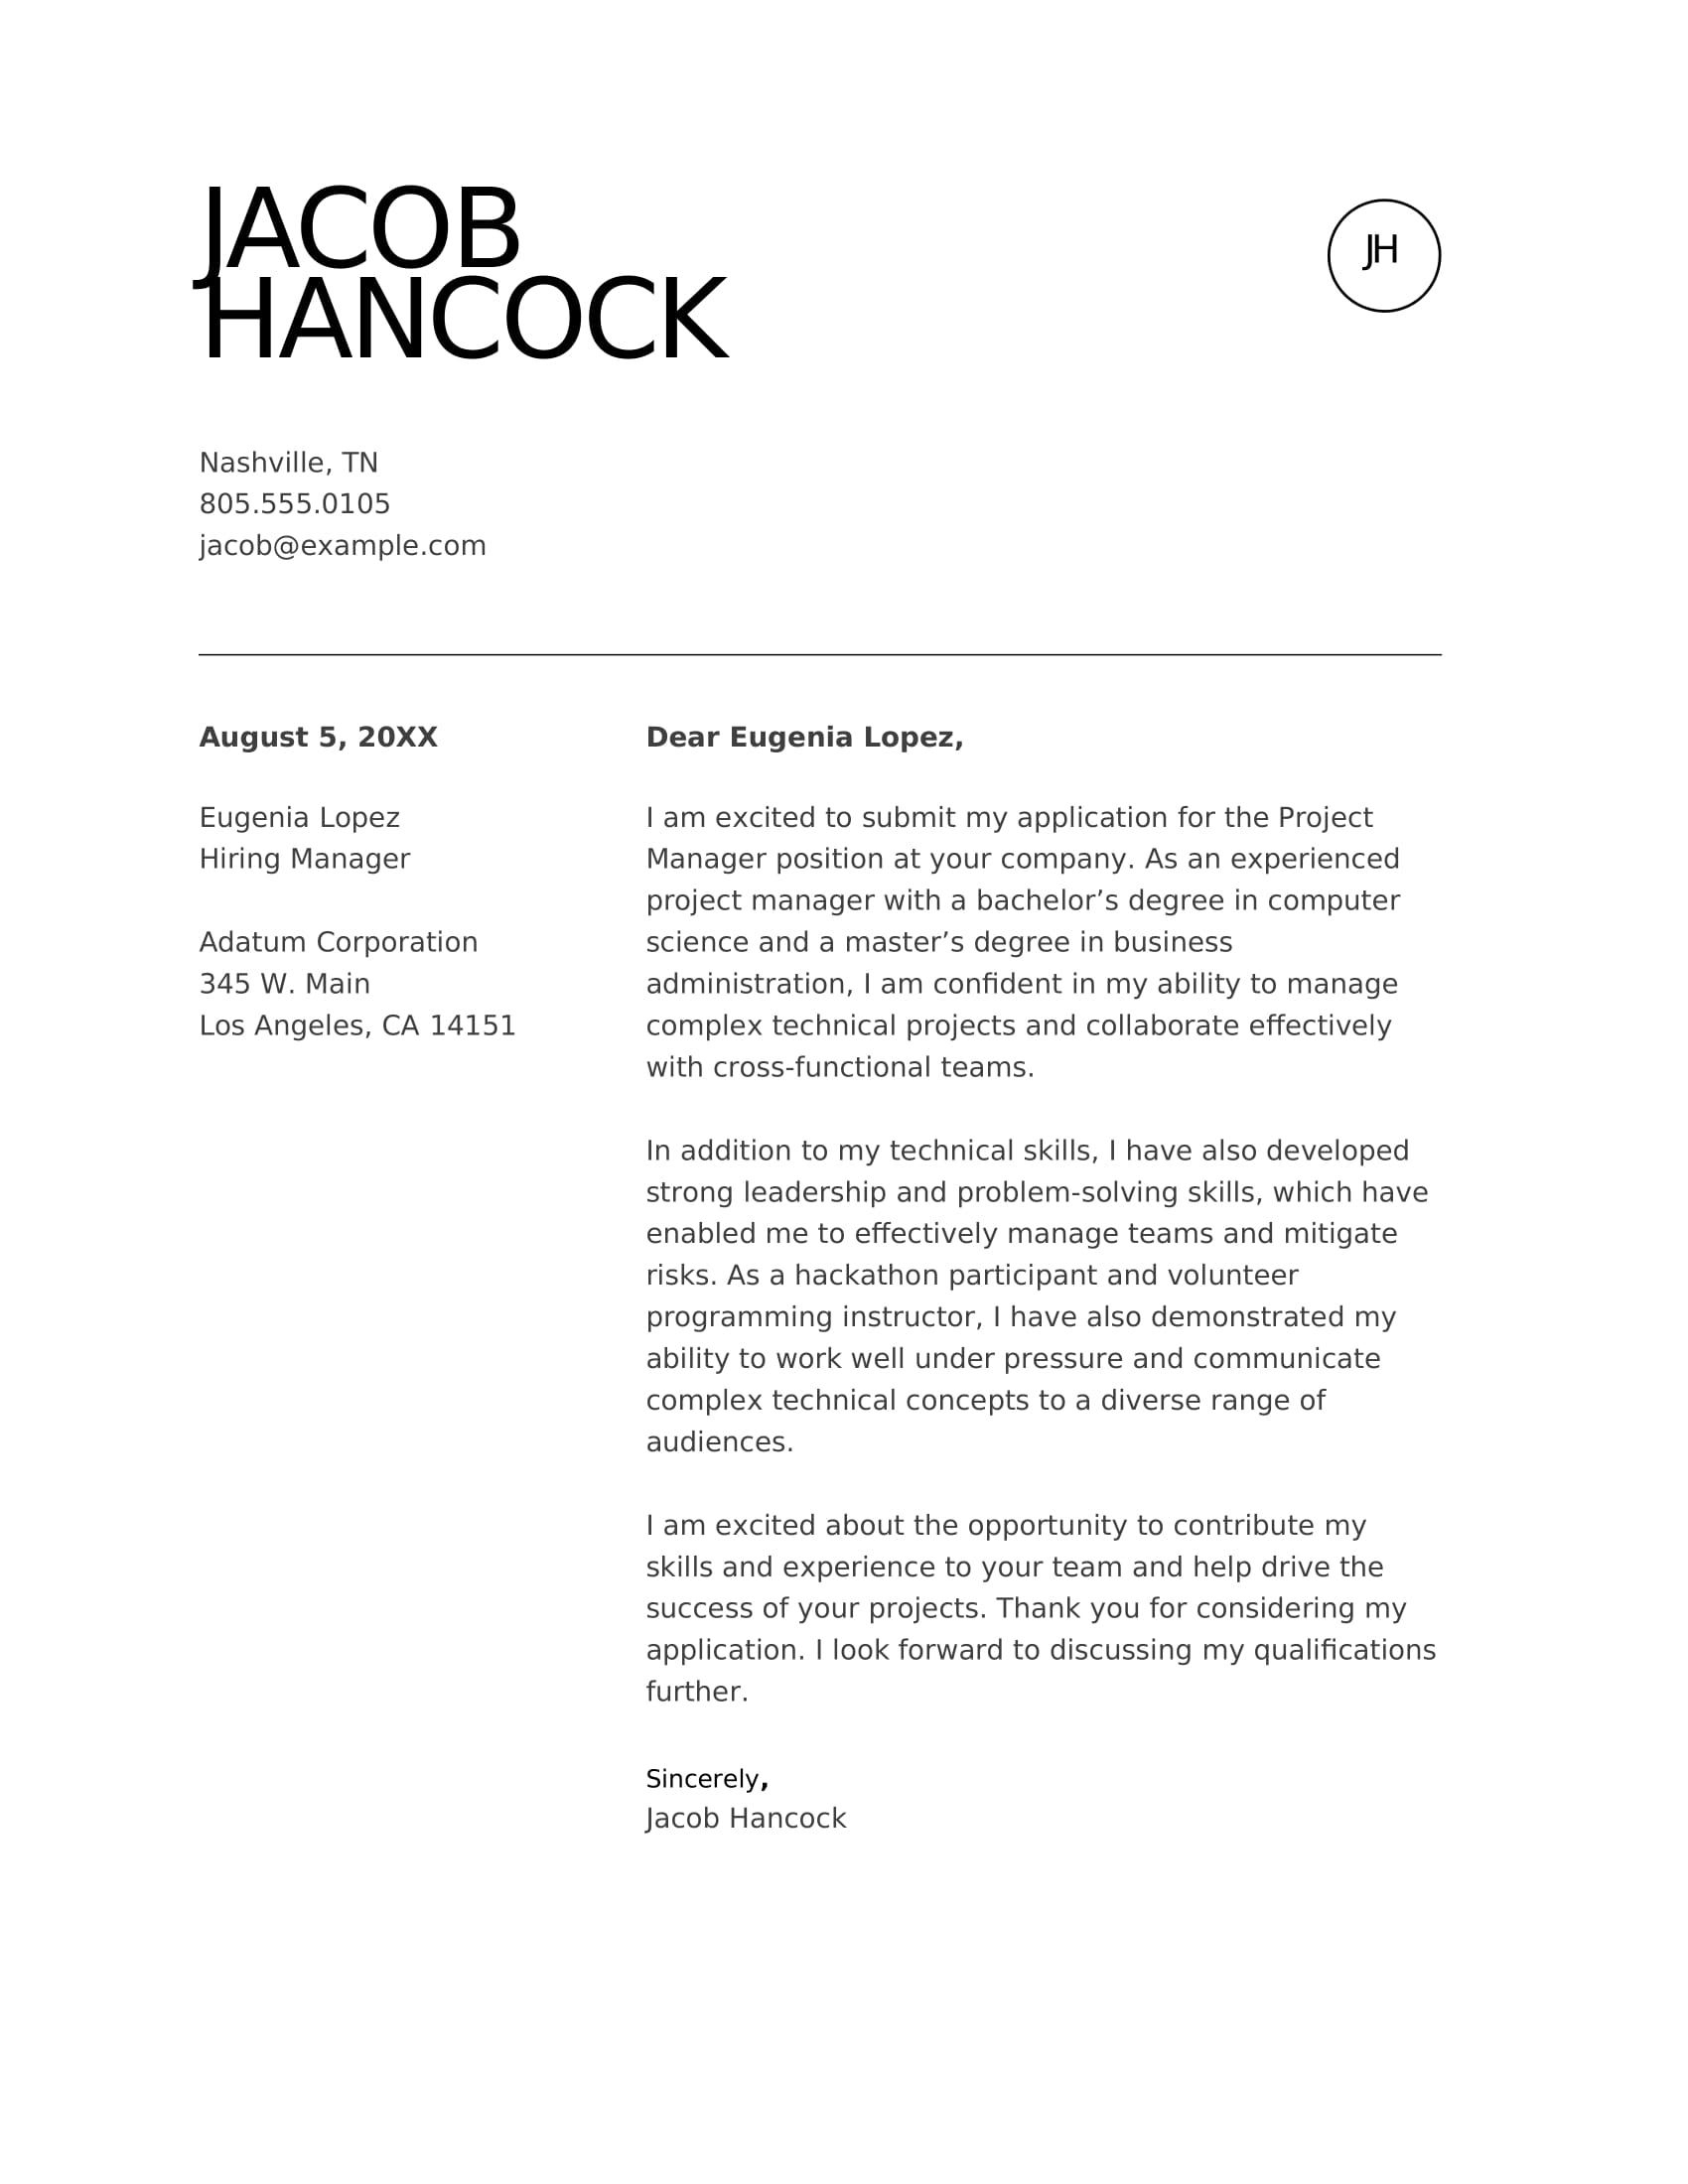 JACOB
HANCOCK
JH
Nashville, TN
805.555.0105
jacob@example.com
August 5, 20XX
Eugenia Lopez
Hiring Manager
Adatum Corporation
345 W. Main
Los Angeles, CA 14151
Dear Eugenia Lopez,
I am excited to submit my application for the Project
Manager position at your company. As an experienced
project manager with a bachelor’s degree in computer
science and a master’s degree in business
administration, I am confident in my ability to manage
complex technical projects and collaborate effectively
with cross-functional teams.
In addition to my technical skills, I have also developed
strong leadership and problem-solving skills, which have
enabled me to effectively manage teams and mitigate
risks. As a hackathon participant and volunteer
programming instructor, I have also demonstrated my
ability to work well under pressure and communicate
complex technical concepts to a diverse range of
audiences.
I am excited about the opportunity to contribute my
skills and experience to your team and help drive the
success of your projects. Thank you for considering my
application. I look forward to discussing my qualifications
further.
Sincerely,
Jacob Hancock